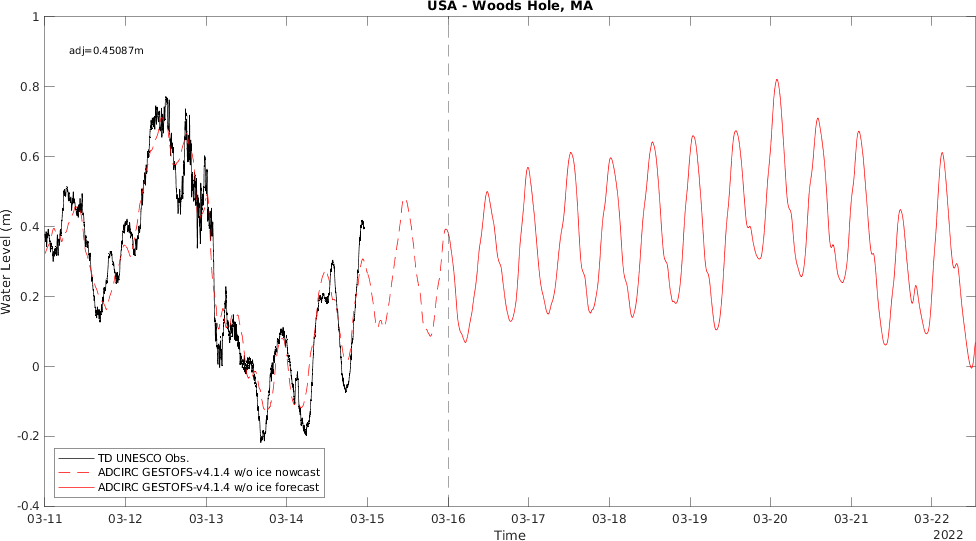 USA - Woods Hole, MA
adj=0.45087m
1
0.8
0.6
0.4
0.2
0
-0.2
-0.4
Water Level (m)
TD UNESCO Obs.
ADCIRC GESTOFS-v4.1.4 w/o ice nowcast
ADCIRC GESTOFS-v4.1.4 w/o ice forecast
03-11 03-12 03-13 03-14 03-15 03-16 03-17 03-18 03-19 03-20 03-21 03-22
Time
2022